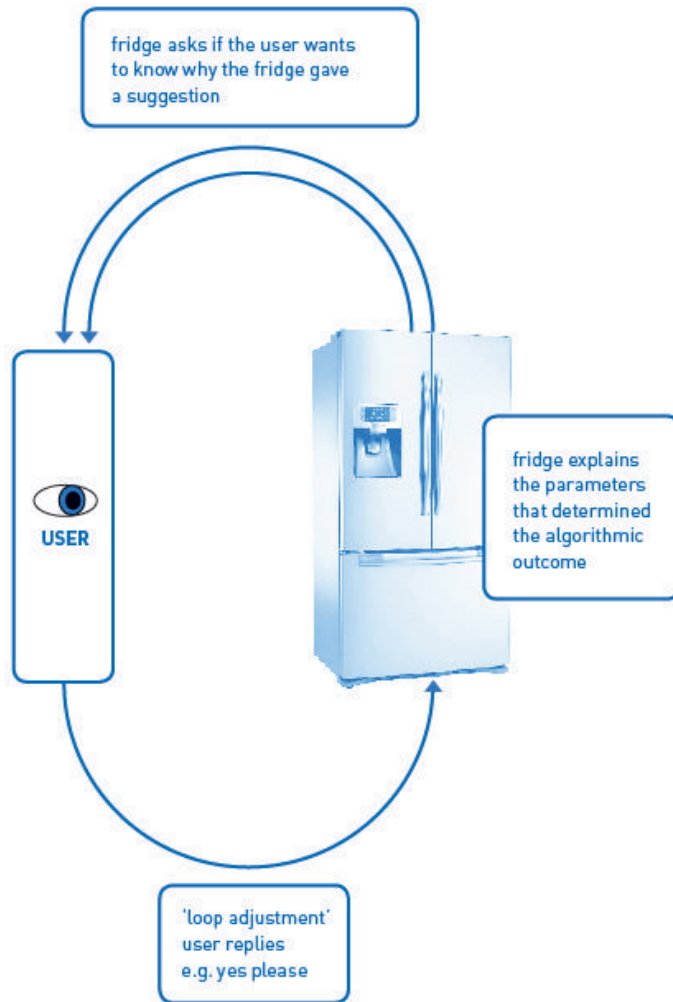 fridge asks if the user wants
to know why the fridge gave
a suggestion
USER
fridge explains
the parameters
that determined
the algorithmic
outcome
'loop adjustment'
user replies
e.g. yes please